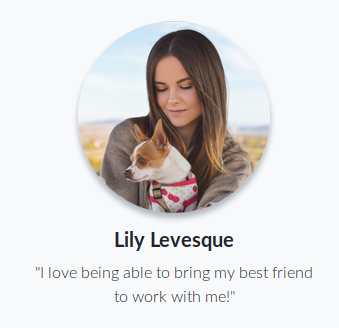 Lily Levesque
"I love being able to bring my best friend
to work with me!"